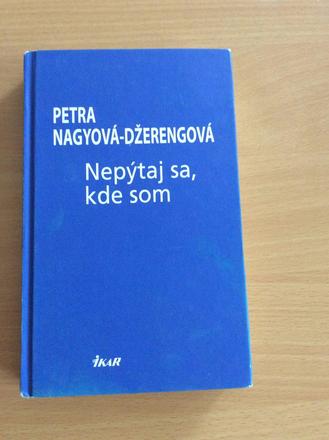 PETRA
NAGYOVÁ-DŽERENGOVÁ
Nepýtaj sa,
kde som
IKAR